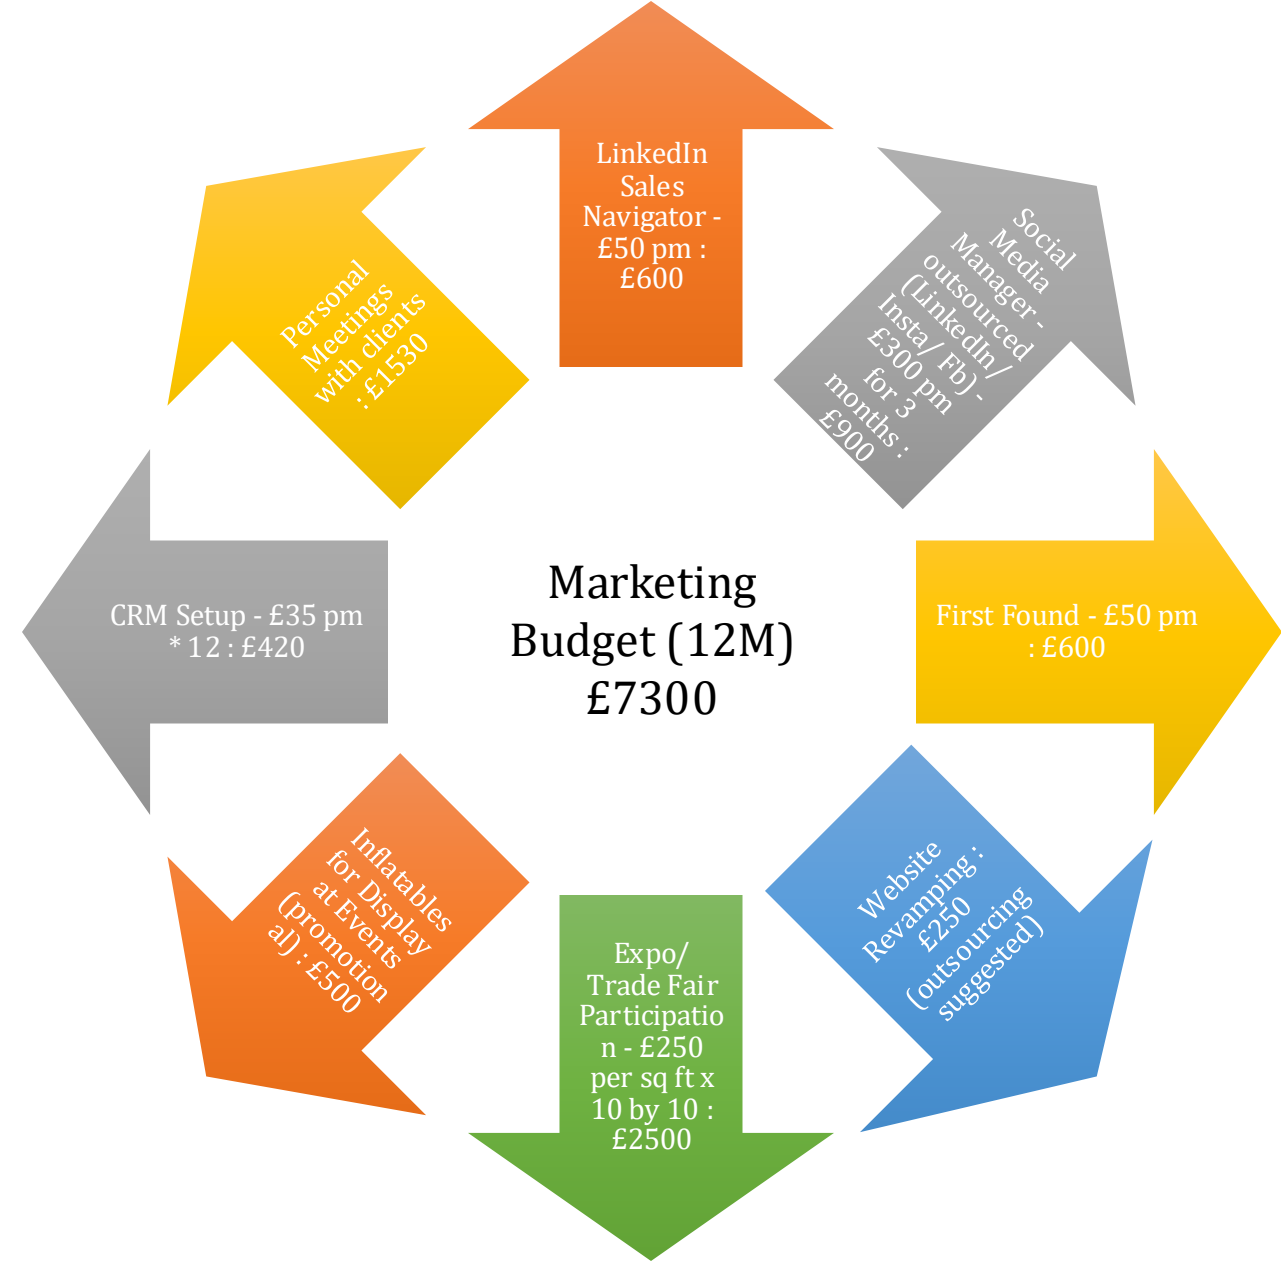 LinkedIn
Sales
Navigator -
£50 pm :
£600
Social
Media
Manager -
outsourced
(LinkedIn/
Insta/ Fb) -
£300 pm
for 3
months :
£900
First Found - £50 pm
: £600
Website
Revamping :
£250
(outsourcing
suggested)
Expo/
Trade Fair
Participatio
n - £250
per sq ft x
10 by 10 :
£2500
Inflatables
for Display
at Events
(promotion
al) : £500
CRM Setup - £35 pm
* 12 : £420
Personal
Meetings
with clients
: £1530
Marketing
Budget (12M)
£7300